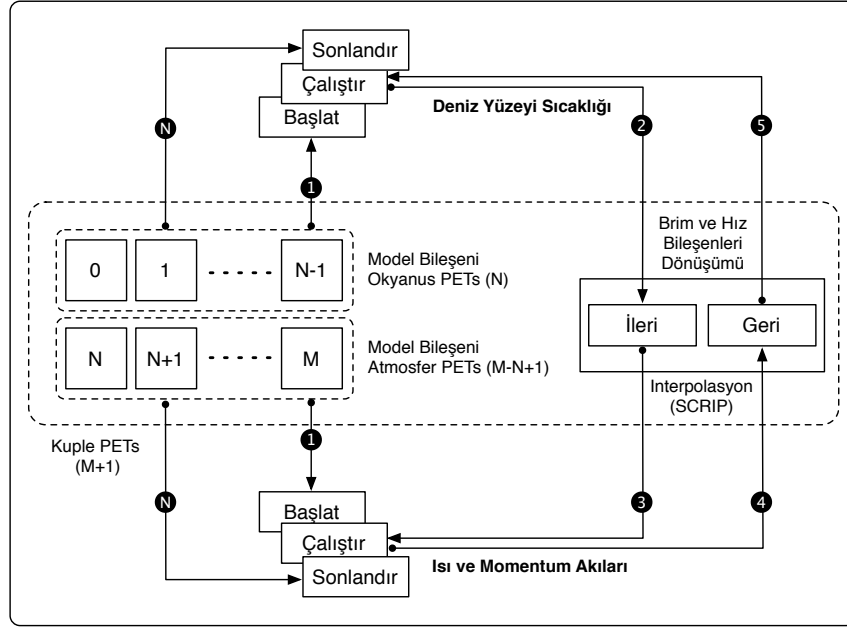 Sonlandır
Çalıştır
Başlat
Deniz Yüzeyi Sıcaklığı
N
2
5
1
Brim ve Hız
Bileşenleri
Dönüşümü
0
1
N-1
Model Bileşeni
Okyanus PETs (N)
İleri
Geri
N
N+1
M
Model Bileşeni
Atmosfer PETs (M-N+1)
Interpolasyon
(SCRIP)
Kuple PETs
(M+1)
1
N
3
4
Başlat
Çalıştır
Sonlandır
Isı ve Momentum Akıları